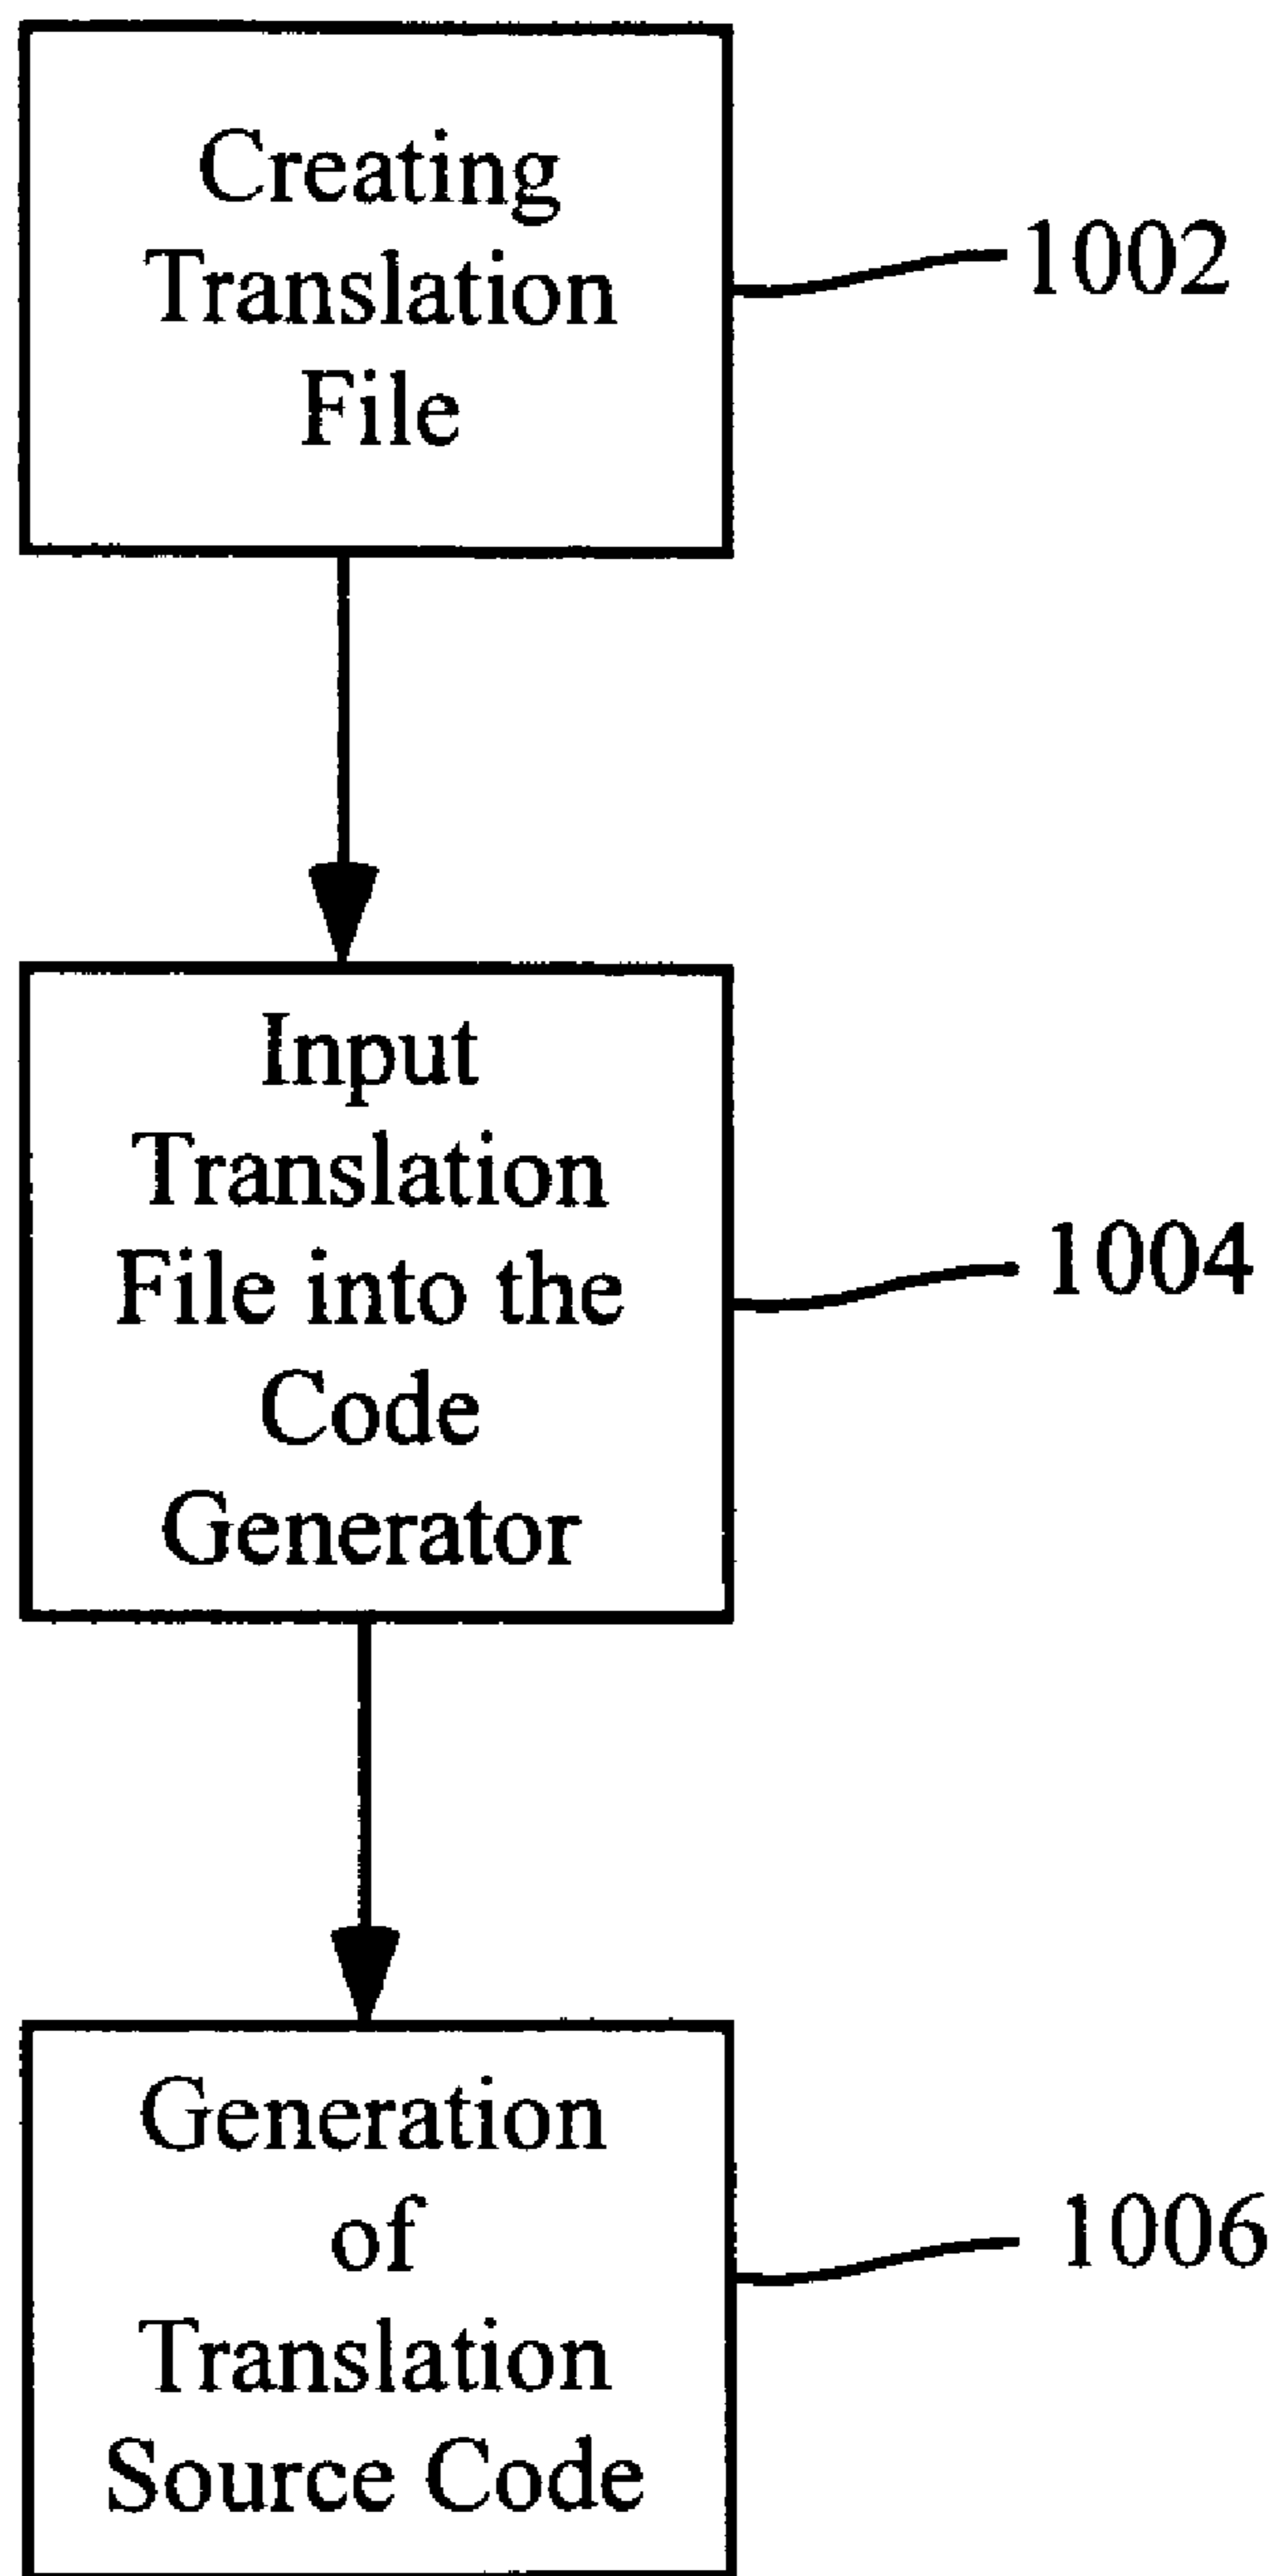 Creating
Translation
File
1002
Input
Translation
File into the
Code
Generator
1004
Generation
of
Translation
Source Code
1006